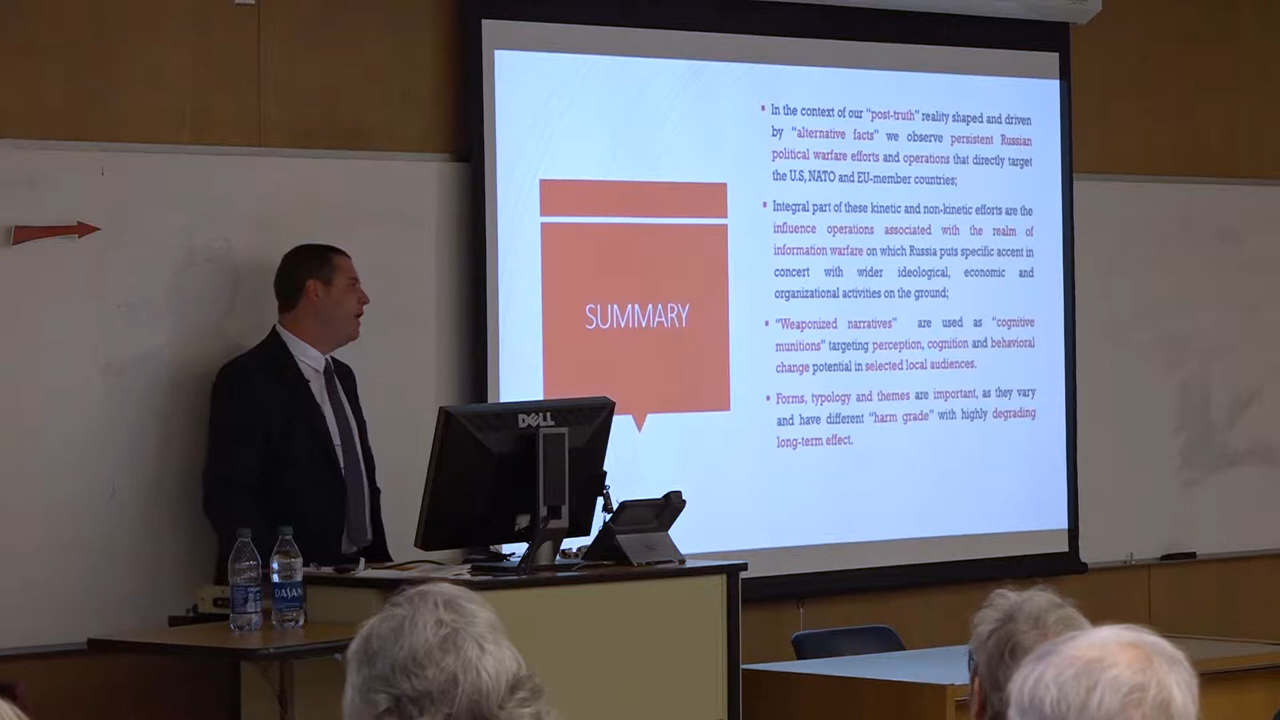 In the context of our "post-truth" reality shaped and driven
by "alternative facts" we observe persistent Russian
political warfare efforts and operations that directly target
the U.S, NATO and EU-member countries;
Integral part of these kinetic and non-kinetic efforts are the
influence operations associated with the realm of
information warfare on which Russia puts specific accent in
concert with wider ideological, economic and
organizational activities on the ground;
SUMMARY
"Weaponized narratives" are used as "cognitive
munitions" targeting perception, cognition and behavioral
change potential in selected local audiences.
Forms, typology and themes are important, as they vary
and have different "harm grade" with highly degrading
long-term effect.
DELL
DASANI